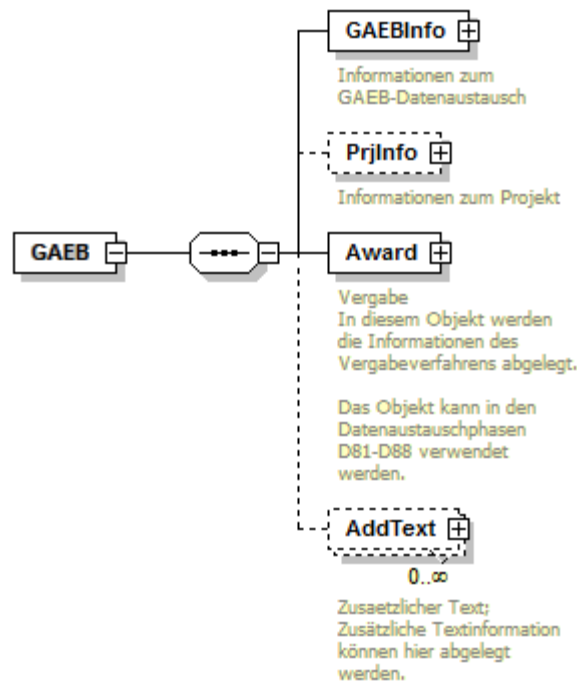 GAEBInfo
Informationen zum
GAEB-Datenaustausch
PrjInfo
Informationen zum Projekt
GAEB
Award
Vergabe
In diesem Objekt werden
die Informationen des
Vergabeverfahrens abgelegt.
Das Objekt kann in den
Datenaustauschphasen
D81-D88 verwendet
werden.
AddText
0..∞
Zusaetzlicher Text;
Zusätzliche Textinformation
können hier abgelegt
werden.